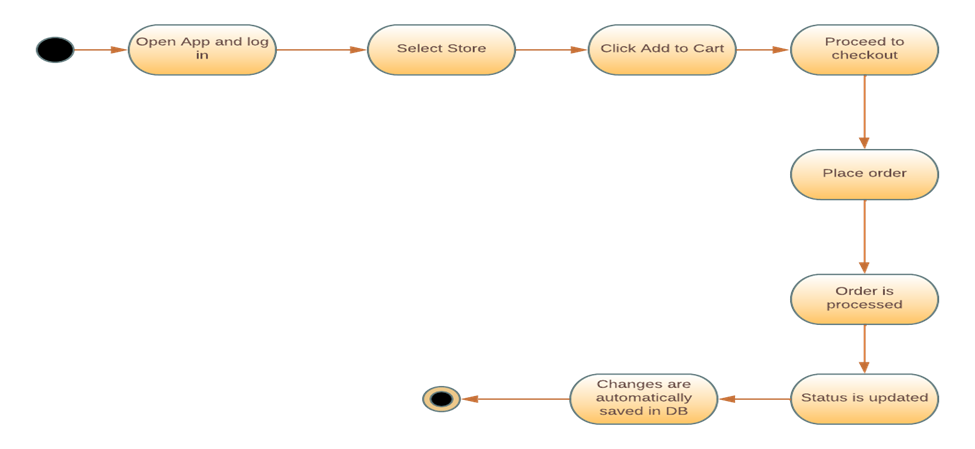 Open App and log
in
Select Store
Click Add to Cart
Proceed to
checkout
Place order
Order is
processed
Status is updated
Changes are
automatically
saved in DB